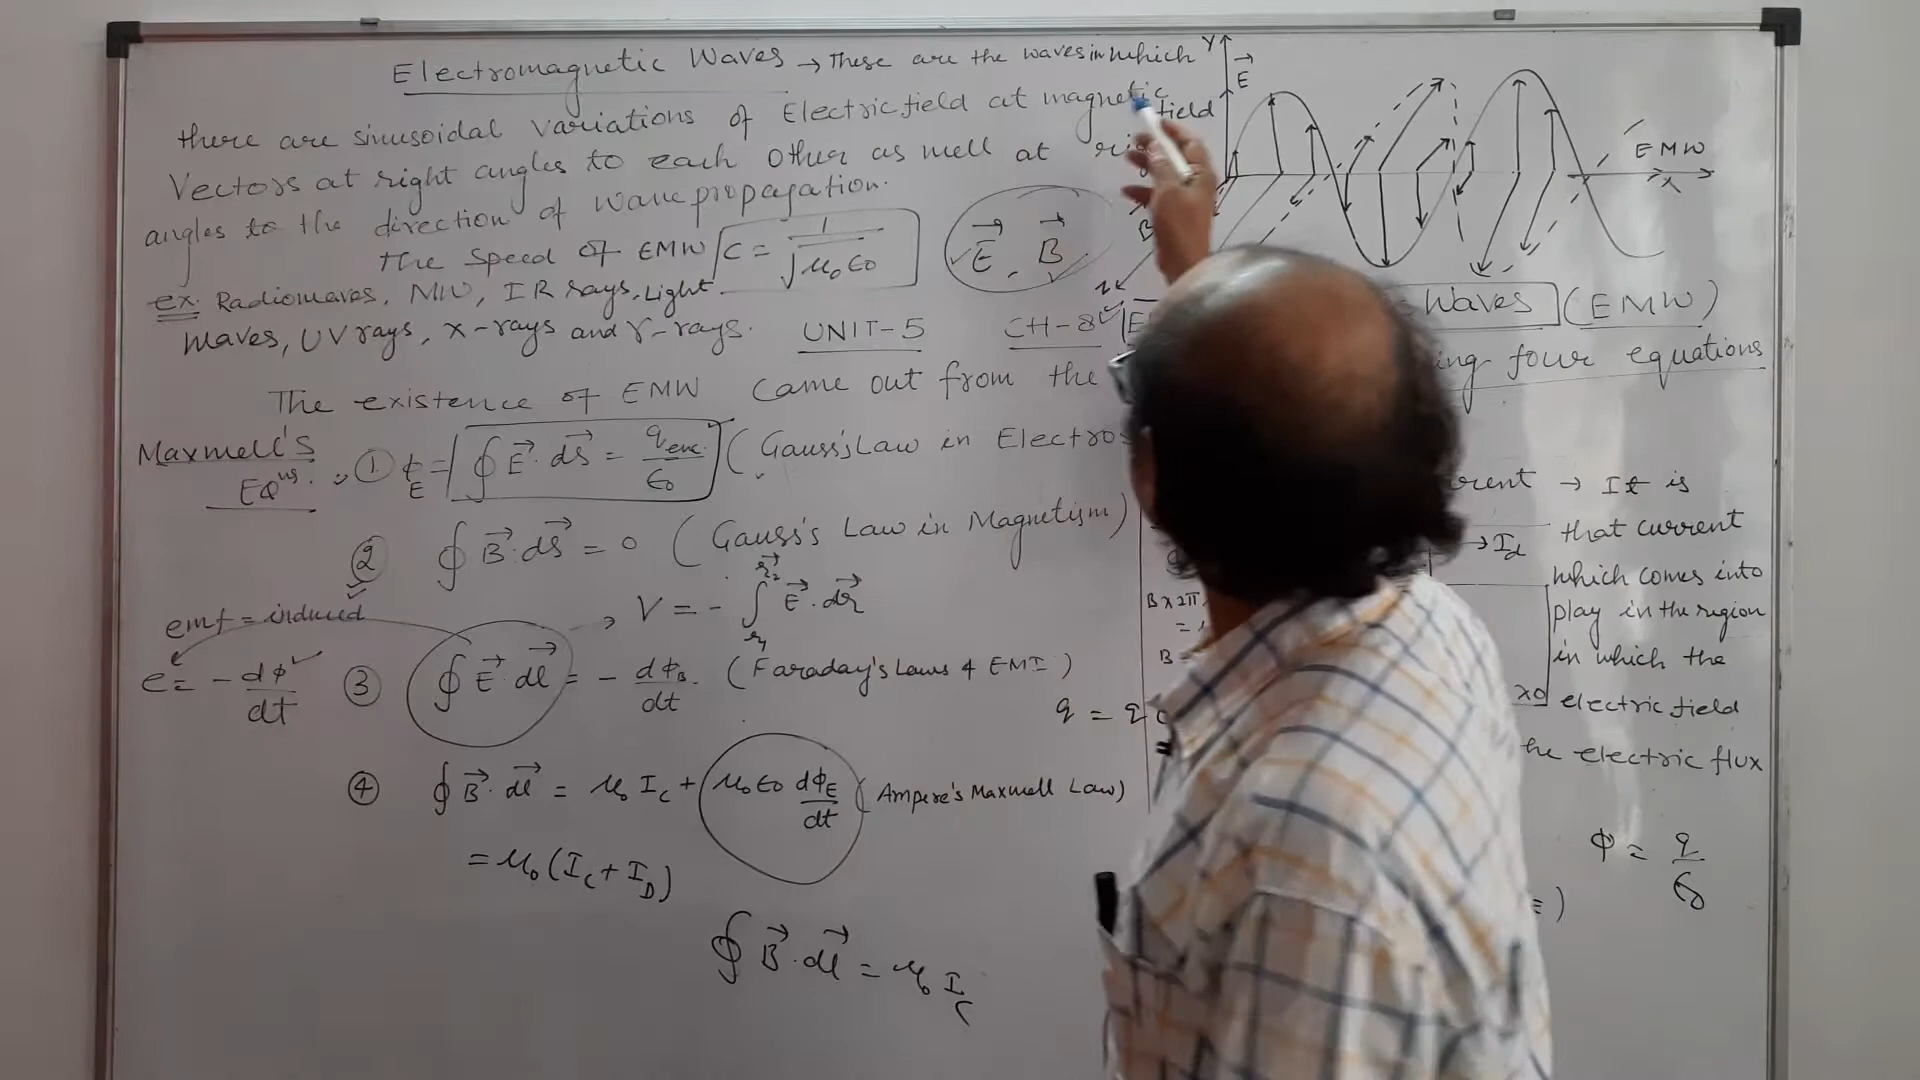 Electromagnetic Waves → These are the waves in which
there are sinusoidal variations of Electric field at magnetic field
Vectors at right angles to each other as well at
angles to the direction of wave propagation.
the speed of EMW C = 1/√μ₀ε₀
ex. Radiowaves, MW, IR rays, Light
waves, UV rays, x-rays and γ-rays.
E⃗, B⃗
Y
E⃗
B
EMW
X
UNIT-5 CH-8 Waves (EMW)
The existence of EMW came out from the four equations
Maxwell's
EQⁿˢ.
① ϕ_E = ∮ E⃗.ds⃗ = q_enc./ε₀ (Gauss's Law in
② ∮ B⃗.ds⃗ = 0 (Gauss's Law in Magnetism)
V = - ∫_r₁^r⃗₂ E⃗.dr⃗
emf = induced
e = - dϕ/dt
③ ∮ E⃗.dl⃗ = - dϕ_B/dt. (Faraday's Laws of EMI)
④ ∮ B⃗.dl⃗ = μ₀ I_C + μ₀ε₀ dϕ_E/dt (Ampere's Maxwell Law)
= μ₀(I_C + I_D)
∮ B⃗.dl⃗ = μ₀ I_C
→ It is
→ I_d that current
which comes into
play in the region
in which the
electric field
the electric flux
B x 2π
=
B =
q = q
x0
ϕ = q/ε₀